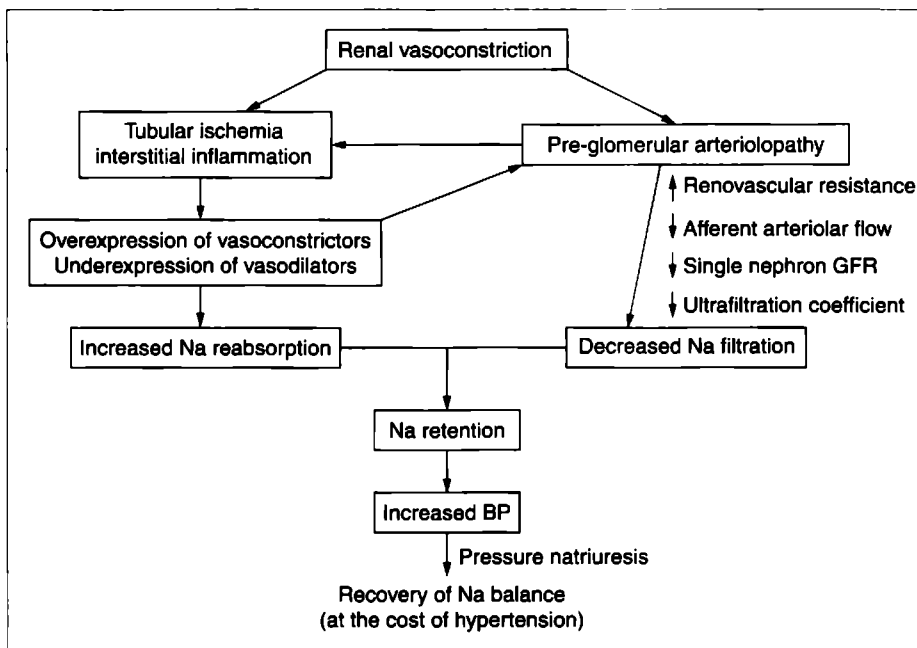 Renal vasoconstriction
Tubular ischemia
interstitial inflammation
Pre-glomerular arteriolopathy
↑ Renovascular resistance
↓ Afferent arteriolar flow
↓ Single nephron GFR
↓ Ultrafiltration coefficient
Overexpression of vasoconstrictors
Underexpression of vasodilators
Increased Na reabsorption
Decreased Na filtration
Na retention
Increased BP
Pressure natriuresis
Recovery of Na balance
(at the cost of hypertension)